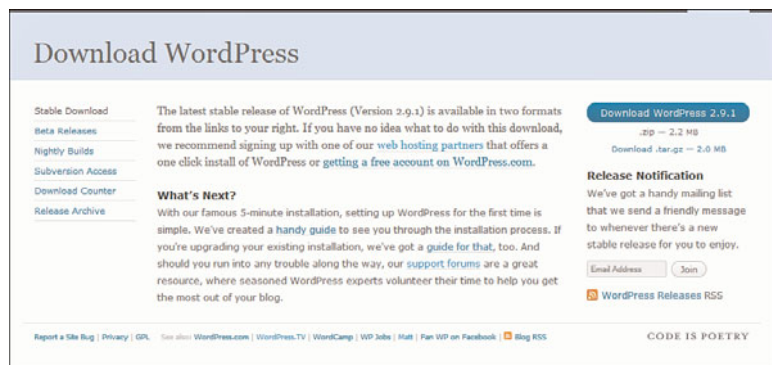 Download WordPress
Stable Download
Beta Releases
Nightly Builds
Subversion Access
Download Counter
Release Archive
The latest stable release of WordPress (Version 2.9.1) is available in two formats
from the links to your right. If you have no idea what to do with this download,
we recommend signing up with one of our web hosting partners that offers a
one click install of WordPress or getting a free account on WordPress.com.
What's Next?
With our famous 5-minute installation, setting up WordPress for the first time is
simple. We've created a handy guide to see you through the installation process. If
you're upgrading your existing installation, we've got a guide for that, too. And
should you run into any trouble along the way, our support forums are a great
resource, where seasoned WordPress experts volunteer their time to help you get
the most out of your blog.
Download WordPress 2.9.1
.zip — 2.2 MB
Download .tar.gz — 2.0 MB
Release Notification
We've got a handy mailing list
that we send a friendly message
to whenever there's a new
stable release for you to enjoy.
Email Address Join
WordPress Releases RSS
Report a Site Bug | Privacy | GPL See also: WordPress.com | WordPress.TV | WordCamp | WP Jobs | Matt | Fan WP on Facebook | Blog RSS
CODE IS POETRY